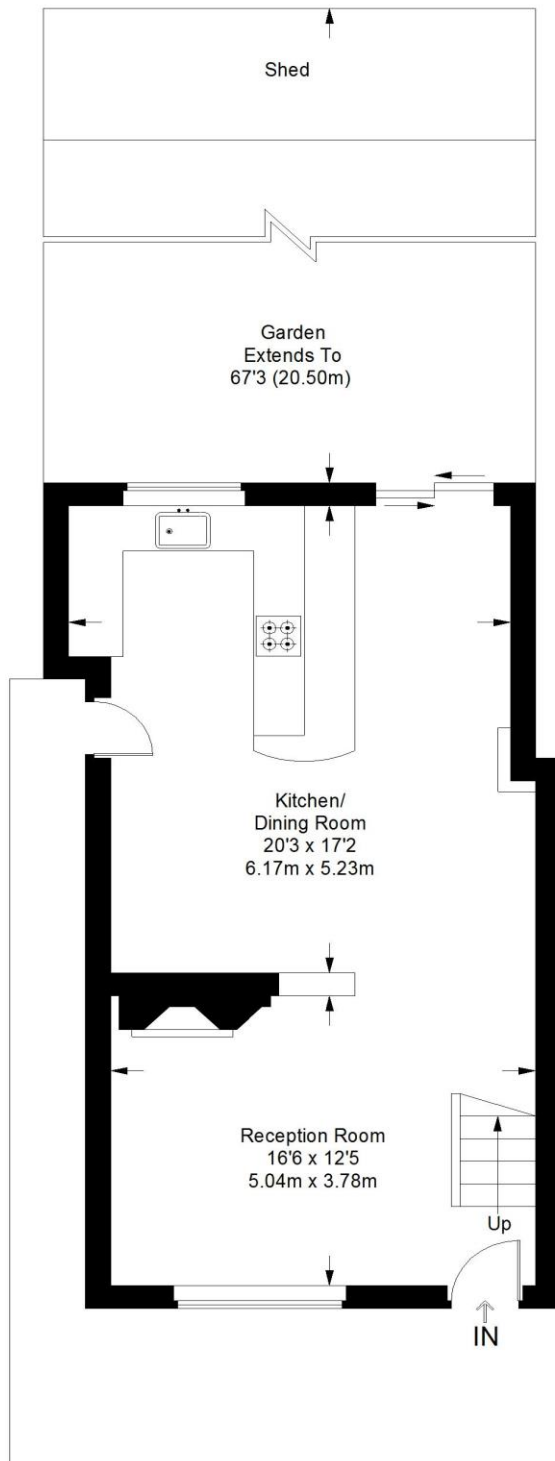 Shed
Garden
Extends To
67'3 (20.50m)
Kitchen/
Dining Room
20'3 x 17'2
6.17m x 5.23m
Reception Room
16'6 x 12'5
5.04m x 3.78m
Up
IN